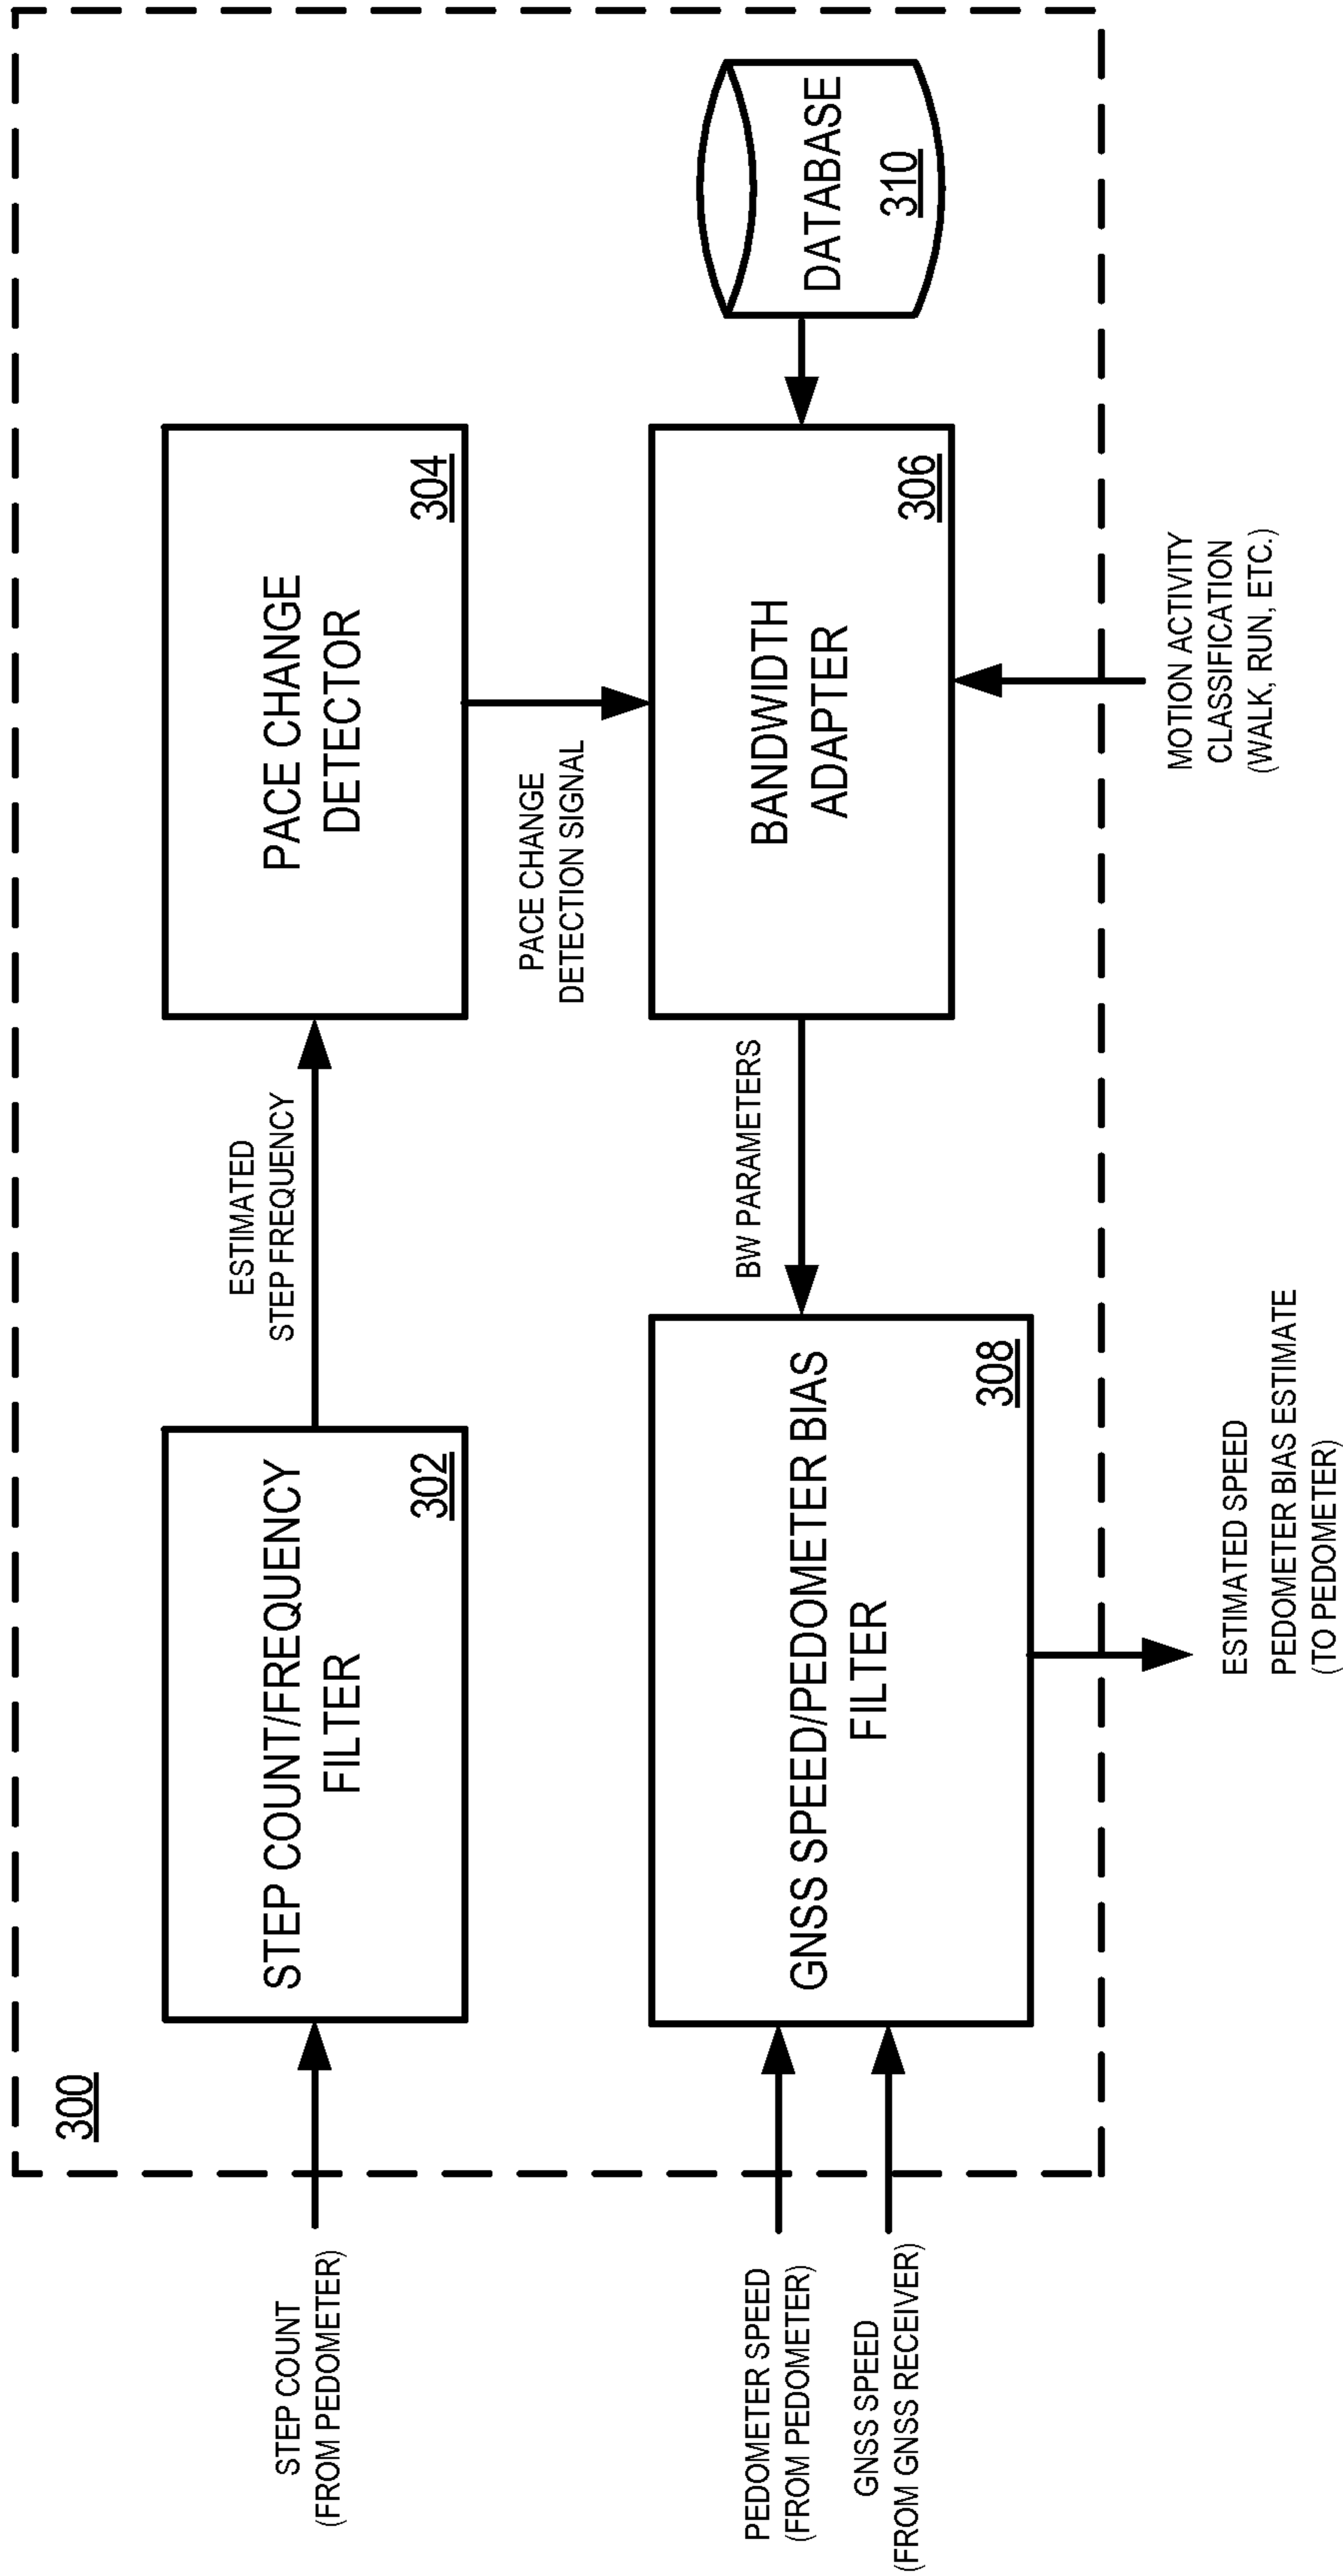 300
STEP COUNT
(FROM PEDOMETER)
STEP COUNT/FREQUENCY
FILTER
302
ESTIMATED
STEP FREQUENCY
PACE CHANGE
DETECTOR
304
PACE CHANGE
DETECTION SIGNAL
PEDOMETER SPEED
(FROM PEDOMETER)
GNSS SPEED
(FROM GNSS RECEIVER)
GNSS SPEED/PEDOMETER BIAS
FILTER
308
BW PARAMETERS
BANDWIDTH
ADAPTER
306
DATABASE
310
ESTIMATED SPEED
PEDOMETER BIAS ESTIMATE
(TO PEDOMETER)
MOTION ACTIVITY
CLASSIFICATION
(WALK, RUN, ETC.)